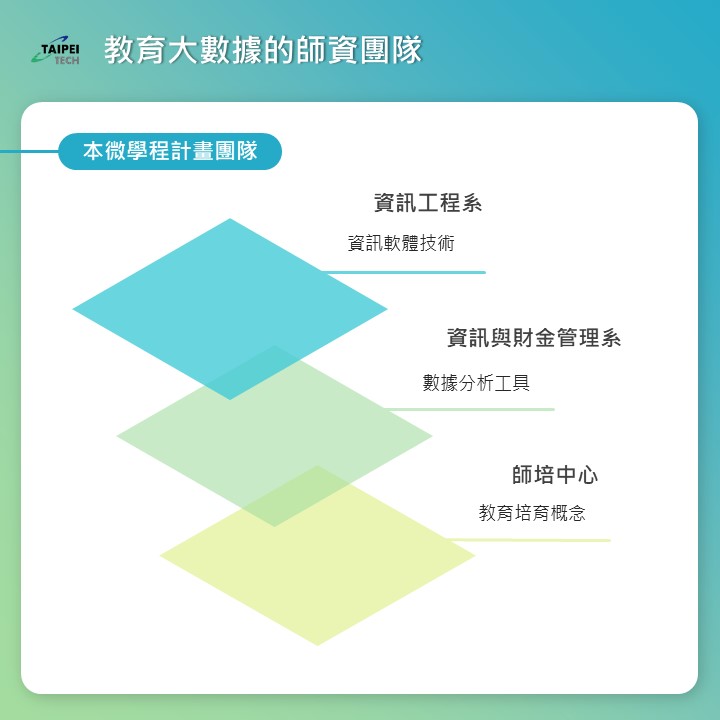 TAIPEI
TECH
教育大數據的師資團隊
本微學程計畫團隊
資訊工程系
資訊軟體技術
資訊與財金管理系
數據分析工具
師培中心
教育培育概念